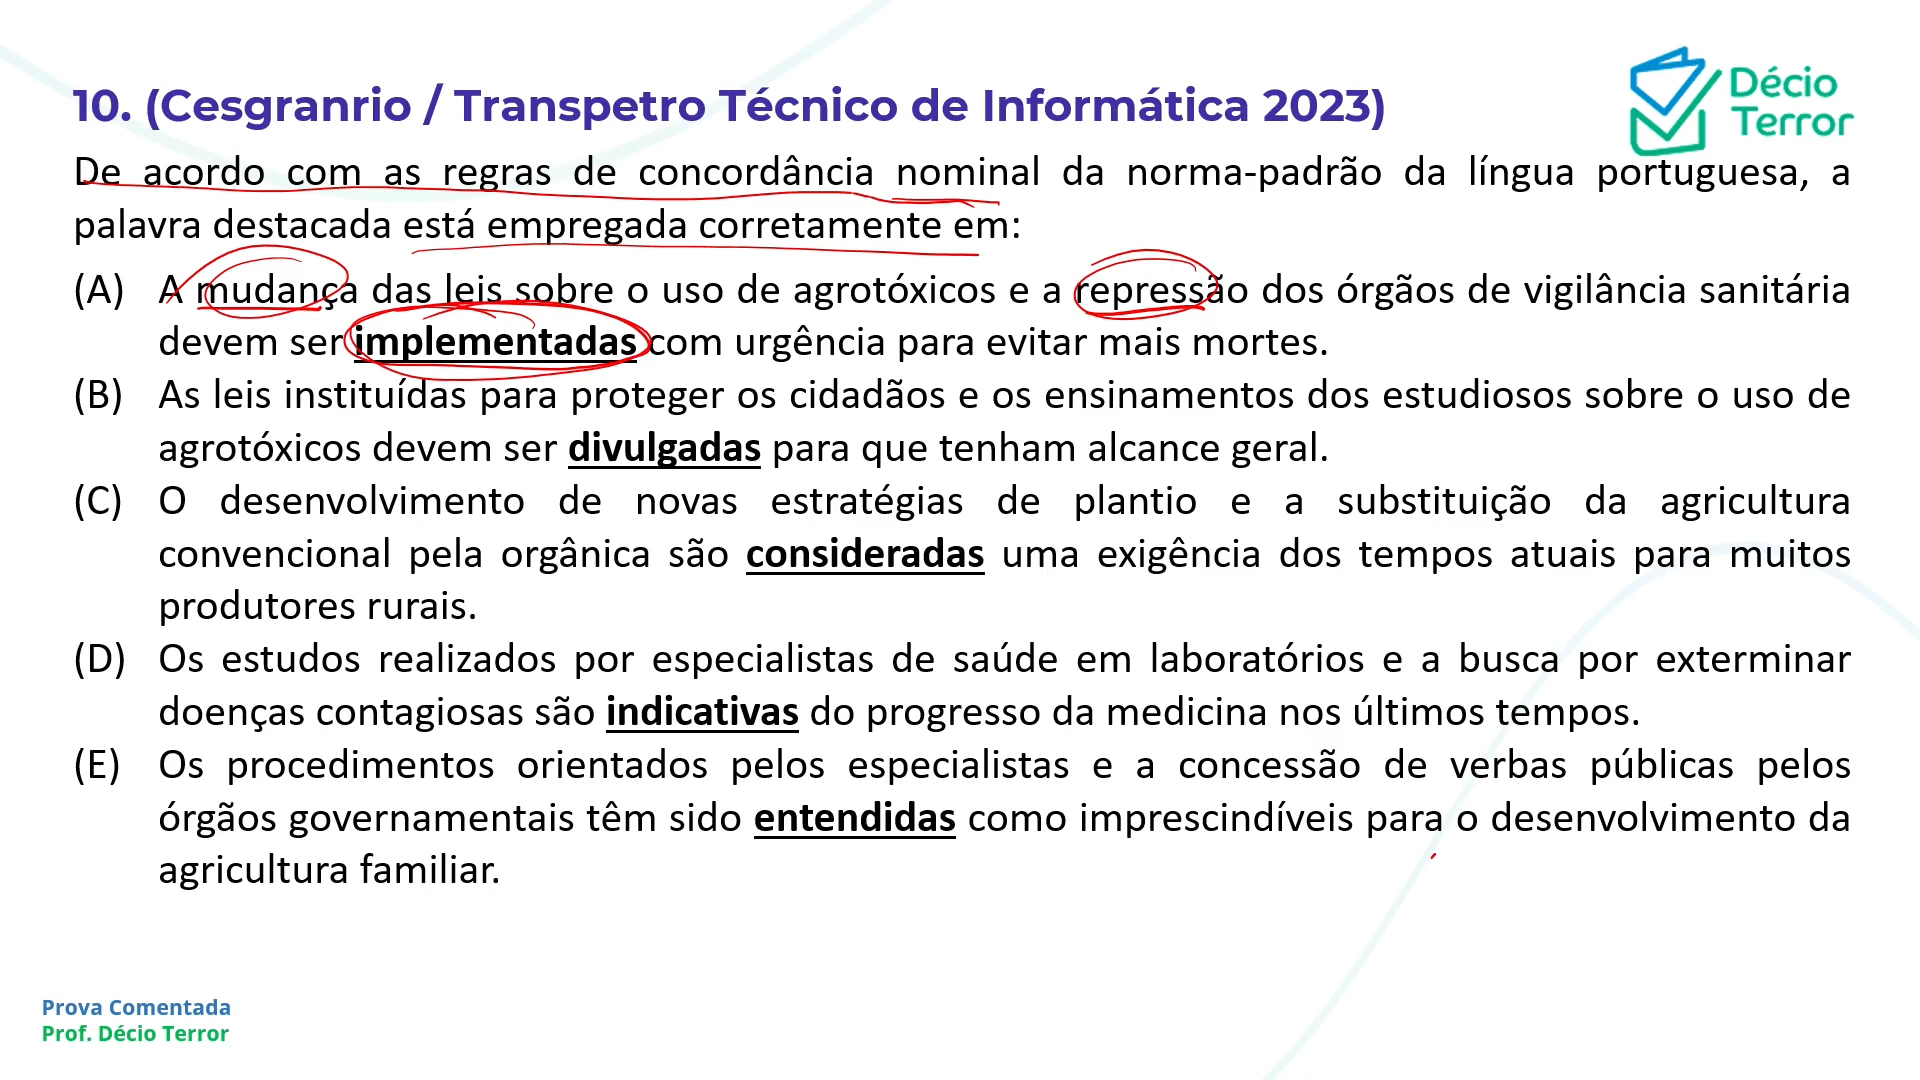 10. (Cesgranrio / Transpetro Técnico de Informática 2023)
Décio
Terror
De acordo com as regras de concordância nominal da norma-padrão da língua portuguesa, a
palavra destacada está empregada corretamente em:
(A) A mudança das leis sobre o uso de agrotóxicos e a repressão dos órgãos de vigilância sanitária
devem ser implementadas com urgência para evitar mais mortes.
(B) As leis instituídas para proteger os cidadãos e os ensinamentos dos estudiosos sobre o uso de
agrotóxicos devem ser divulgadas para que tenham alcance geral.
(C) O desenvolvimento de novas estratégias de plantio e a substituição da agricultura
convencional pela orgânica são consideradas uma exigência dos tempos atuais para muitos
produtores rurais.
(D) Os estudos realizados por especialistas de saúde em laboratórios e a busca por exterminar
doenças contagiosas são indicativas do progresso da medicina nos últimos tempos.
(E) Os procedimentos orientados pelos especialistas e a concessão de verbas públicas pelos
órgãos governamentais têm sido entendidas como imprescindíveis para o desenvolvimento da
agricultura familiar.
Prova Comentada
Prof. Décio Terror